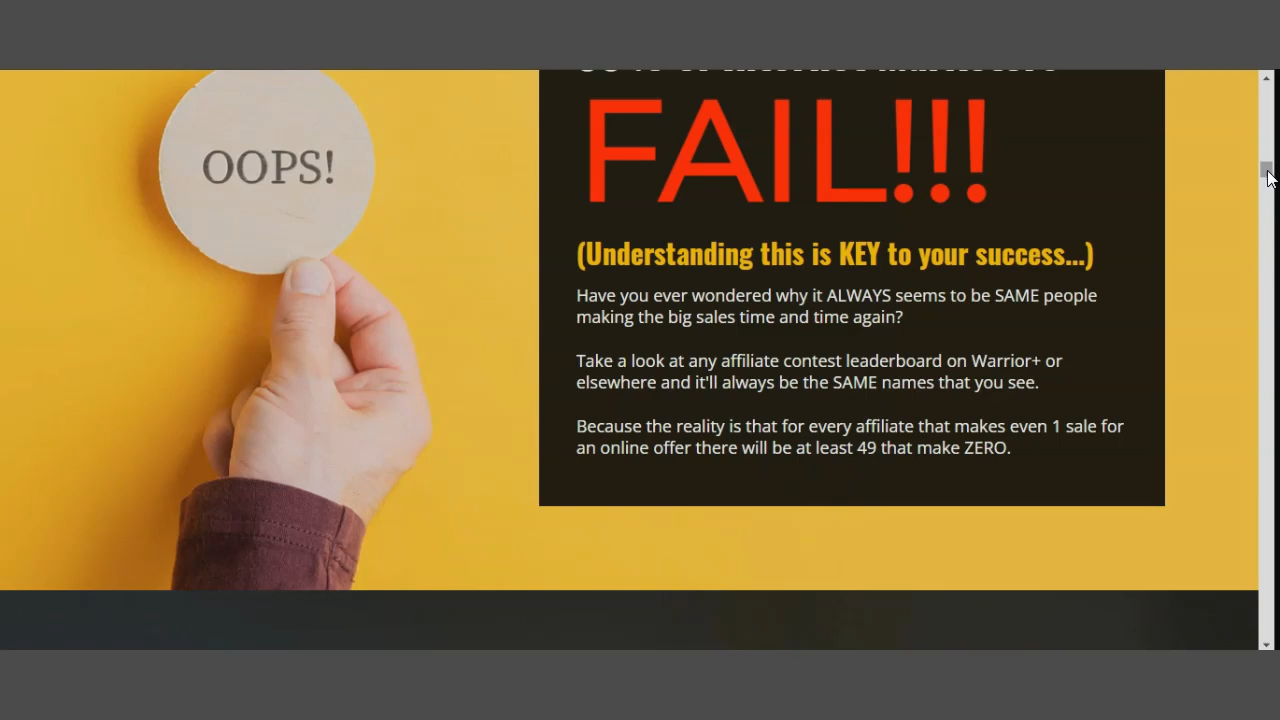 OOPS!
FAIL!!!
(Understanding this is KEY to your success...)
Have you ever wondered why it ALWAYS seems to be SAME people
making the big sales time and time again?
Take a look at any affiliate contest leaderboard on Warrior+ or
elsewhere and it'll always be the SAME names that you see.
Because the reality is that for every affiliate that makes even 1 sale for
an online offer there will be at least 49 that make ZERO.